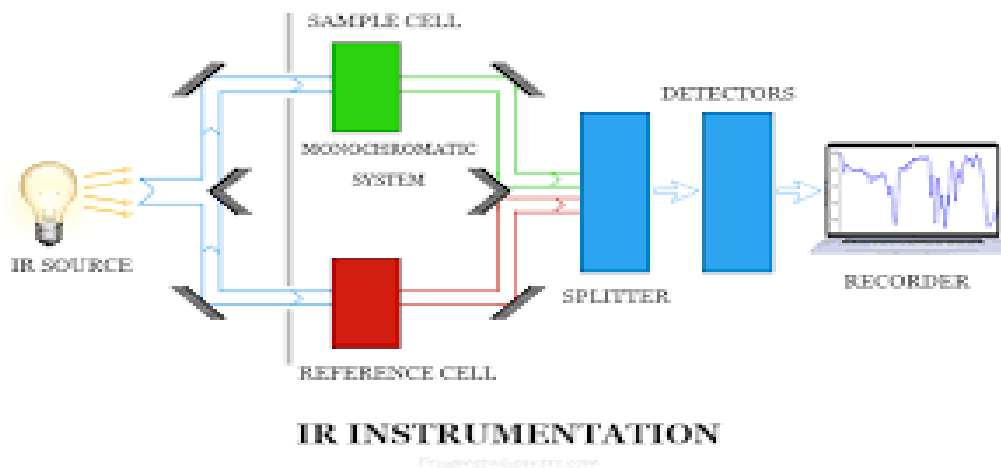 SAMPLE CELL
DETECTORS
MONOCHROMATIC
SYSTEM
IR SOURCE
SPLITTER
RECORDER
REFERENCE CELL
IR INSTRUMENTATION